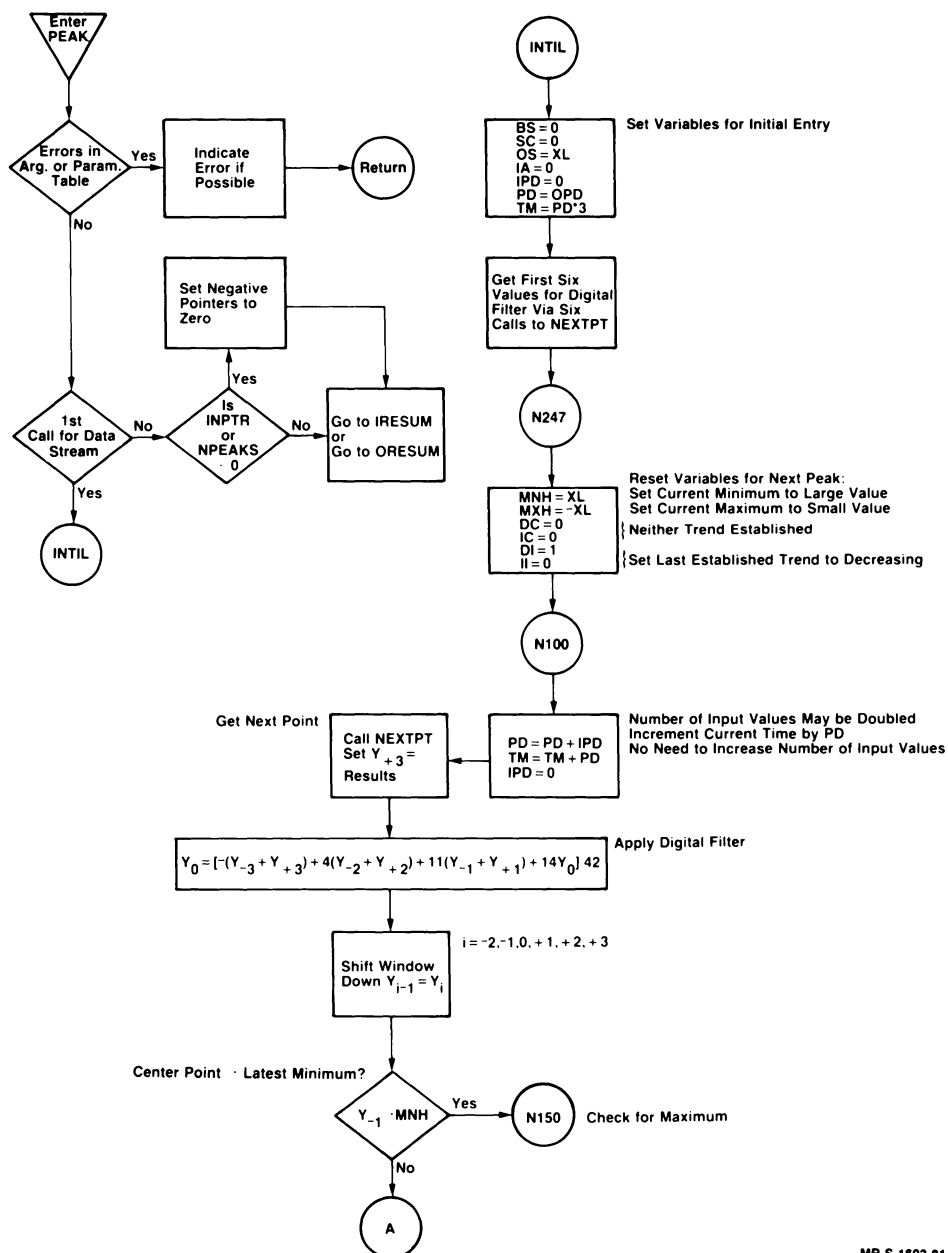 Enter
PEAK
Errors in
Arg. or Param.
Table
Yes
Indicate
Error if
Possible
Return
No
Set Negative
Pointers to
Zero
Yes
1st
Call for Data
Stream
No
Is
INPTR
or
NPEAKS
· 0
No
Go to IRESUM
or
Go to ORESUM
Yes
INTIL
INTIL
BS = 0
SC = 0
OS = XL
IA = 0
IPD = 0
PD = OPD
TM = PD*3
Set Variables for Initial Entry
Get First Six
Values for Digital
Filter Via Six
Calls to NEXTPT
N247
MNH = XL
MXH = -XL
DC = 0
IC = 0
DI = 1
II = 0
Reset Variables for Next Peak:
Set Current Minimum to Large Value
Set Current Maximum to Small Value
Neither Trend Established
Set Last Established Trend to Decreasing
N100
PD = PD + IPD
TM = TM + PD
IPD = 0
Number of Input Values May be Doubled
Increment Current Time by PD
No Need to Increase Number of Input Values
Get Next Point
Call NEXTPT
Set Y+3 =
Results
Apply Digital Filter
Y0 = [-(Y-3 + Y+3) + 4(Y-2 + Y+2) + 11(Y-1 + Y+1) + 14Y0] 42
Shift Window
Down Yi-1 = Yi
i = -2, -1, 0, + 1, + 2, + 3
Center Point · Latest Minimum?
Y-1 · MNH
Yes
N150
Check for Maximum
No
A